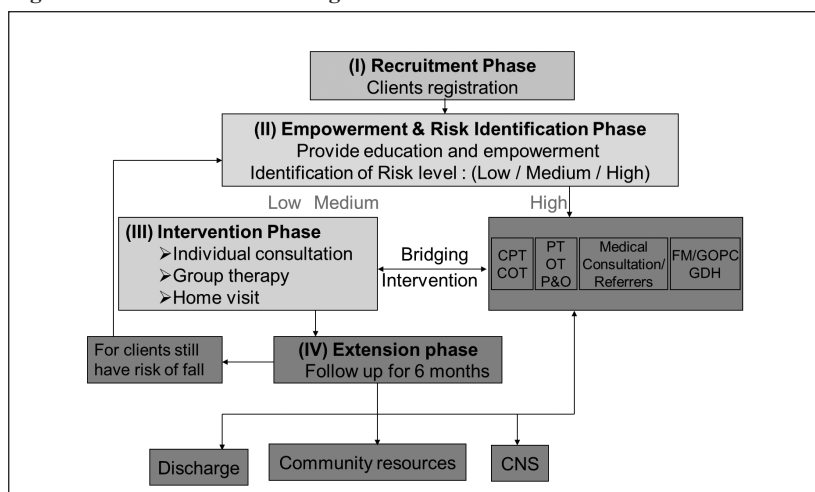 (I) Recruitment Phase
Clients registration
(II) Empowerment & Risk Identification Phase
Provide education and empowerment
Identification of Risk level : (Low / Medium / High)
Low Medium
High
(III) Intervention Phase
➢Individual consultation
➢Group therapy
➢Home visit
Bridging
Intervention
CPT
COT
PT
OT
P&O
Medical
Consultation/
Referrers
FM/GOPC
GDH
For clients still
have risk of fall
(IV) Extension phase
Follow up for 6 months
Discharge
Community resources
CNS